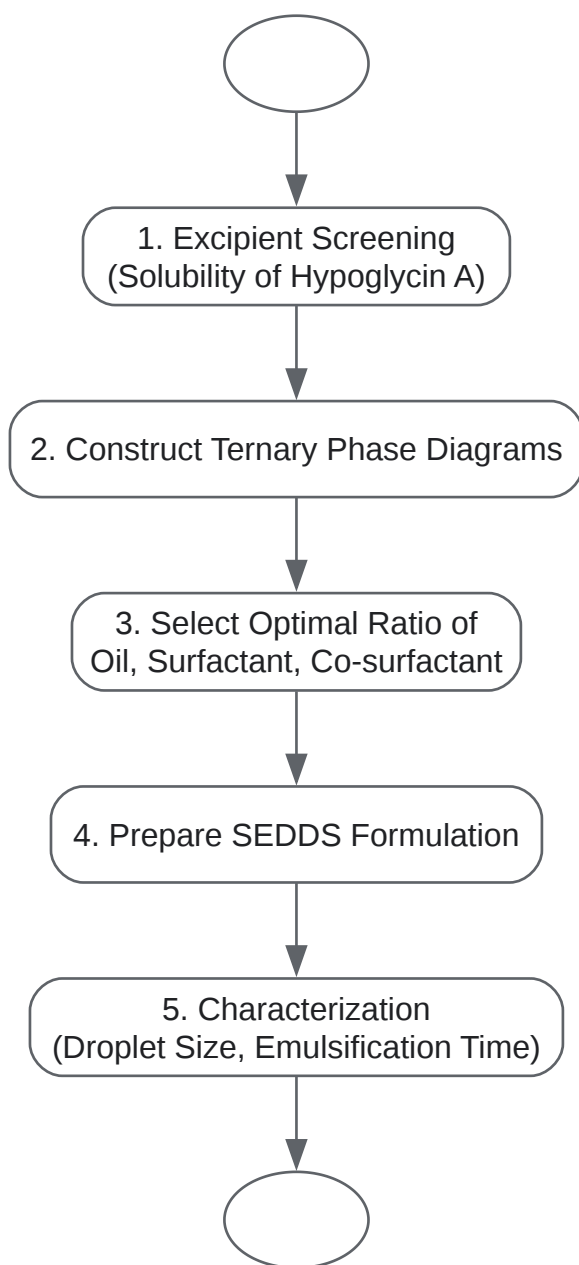 1. Excipient Screening
(Solubility of Hypoglycin A)
2. Construct Ternary Phase Diagrams
3. Select Optimal Ratio of
Oil, Surfactant, Co-surfactant
4. Prepare SEDDS Formulation
5. Characterization
(Droplet Size, Emulsification Time)